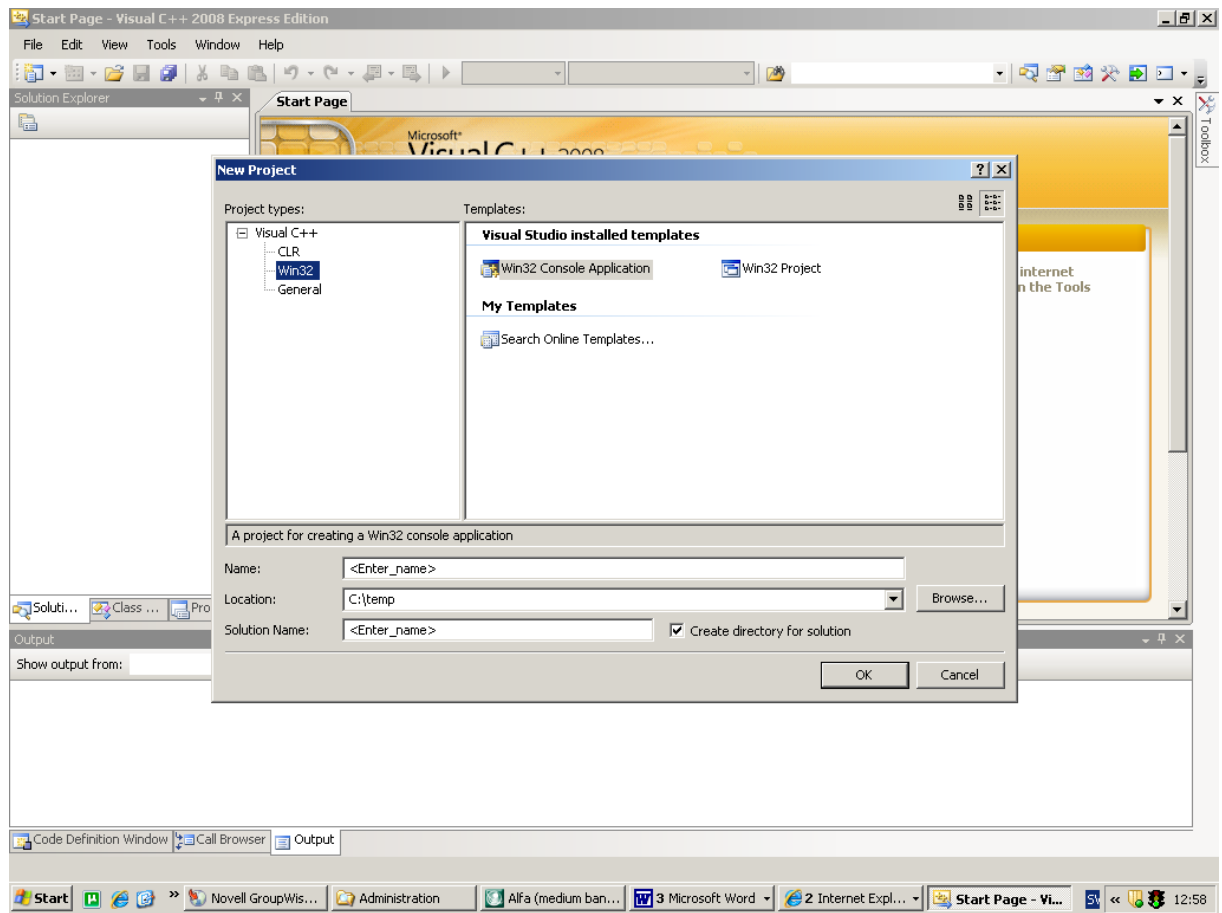 Start Page - Visual C++ 2008 Express Edition
File Edit View Tools Window Help
Solution Explorer
Start Page
Toolbox
Microsoft
Visual C++ 2008
New Project
Project types:
Templates:
Visual C++
CLR
Win32
General
Visual Studio installed templates
Win32 Console Application
Win32 Project
My Templates
Search Online Templates...
internet
n the Tools
A project for creating a Win32 console application
Name: <Enter_name>
Location: C:\temp
Browse...
Solution Name: <Enter_name>
Create directory for solution
OK
Cancel
Soluti... Class ... Pro
Output
Show output from:
Code Definition Window Call Browser Output
Start Novell GroupWis... Administration Alfa (medium ban... 3 Microsoft Word 2 Internet Expl... Start Page - Vi... SV « 12:58